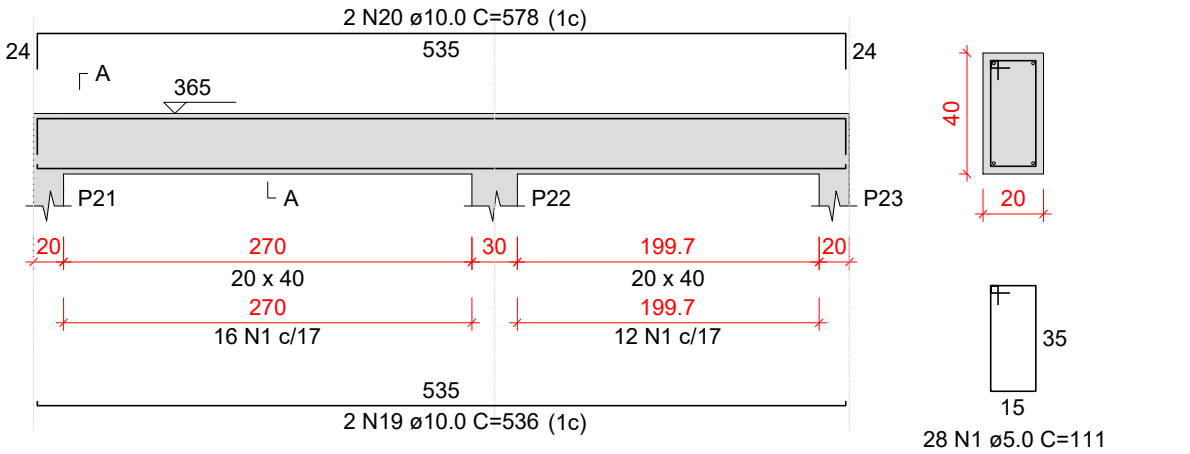 2 N20 ø10.0 C=578 (1c)
24
535
24
A
365
40
A
P21
P22
P23
20
20
270
30
199.7
20
20 x 40
20 x 40
270
199.7
16 N1 c/17
12 N1 c/17
35
535
15
2 N19 ø10.0 C=536 (1c)
28 N1 ø5.0 C=111